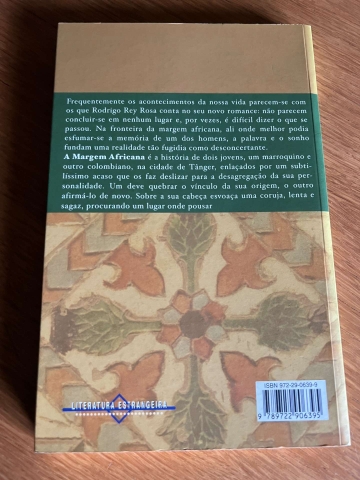 Frequentemente os acontecimentos da nossa vida parecem-se com
os que Rodrigo Rey Rosa conta no seu novo romance: não parecem
concluir-se em nenhum lugar e, por vezes, é difícil dizer o que se
passou. Na fronteira da margem africana, ali onde melhor podia
esfumar-se a memória de um dos homens, a palavra e o sonho
fundam uma realidade tão fugidia como desconcertante.
A Margem Africana é a história de dois jovens, um marroquino e
outro colombiano, na cidade de Tânger, enlaçados por um subti-
líssimo acaso que os faz deslizar para a desagregação da sua per-
sonalidade. Um deve quebrar o vínculo da sua origem, o outro
afirmá-lo de novo. Sobre a sua cabeça esvoaça uma coruja, lenta e
sagaz, procurando um lugar onde pousar
ISBN 972-29-0639-9
9 789722 906395
LITERATURA ESTRANGEIRA